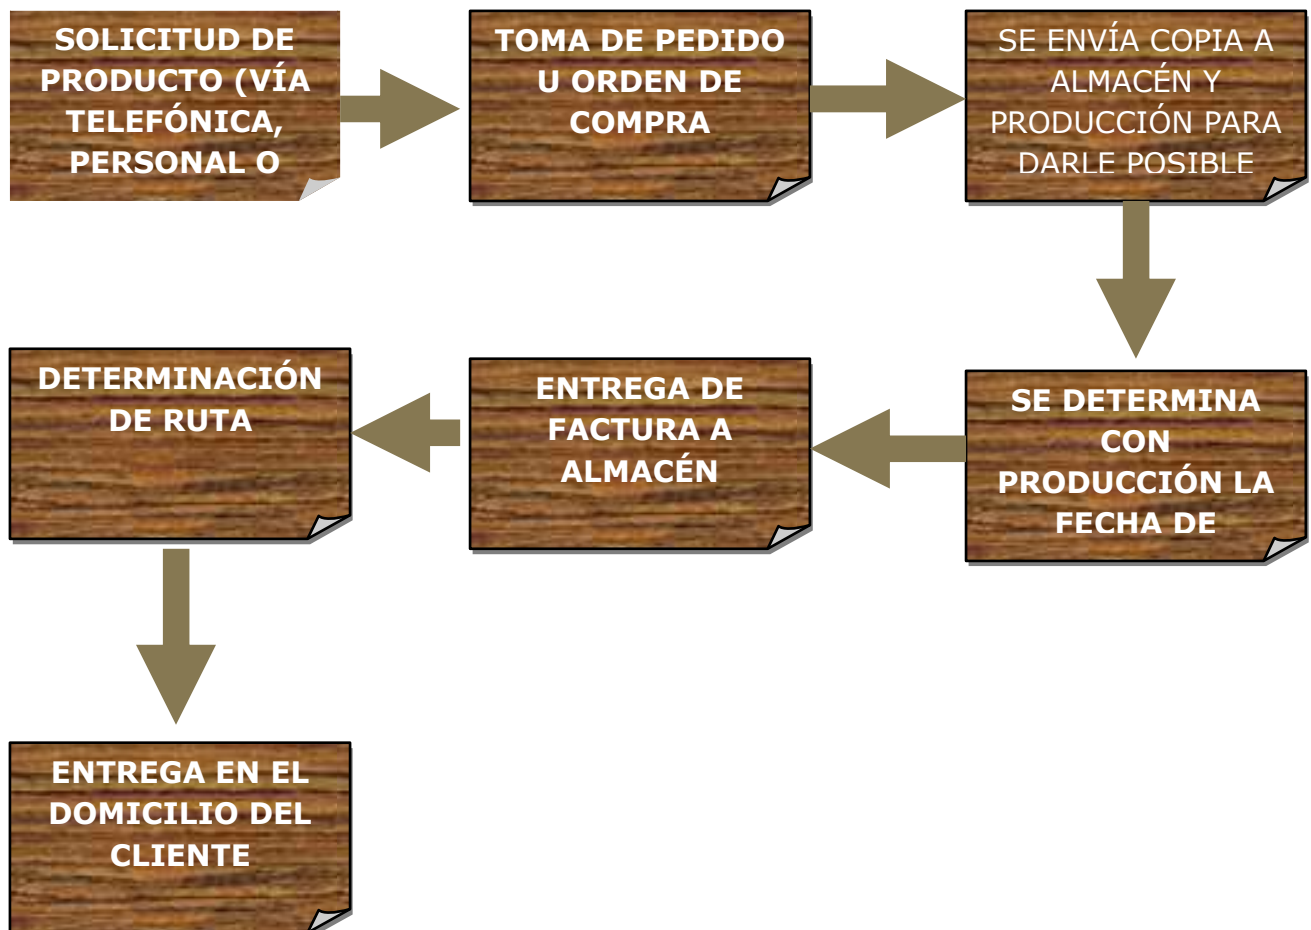 SOLICITUD DE
PRODUCTO (VÍA
TELEFÓNICA,
PERSONAL O
TOMA DE PEDIDO
U ORDEN DE
COMPRA
SE ENVÍA COPIA A
ALMACÉN Y
PRODUCCIÓN PARA
DARLE POSIBLE
SE DETERMINA
CON
PRODUCCIÓN LA
FECHA DE
ENTREGA DE
FACTURA A
ALMACÉN
DETERMINACIÓN
DE RUTA
ENTREGA EN EL
DOMICILIO DEL
CLIENTE